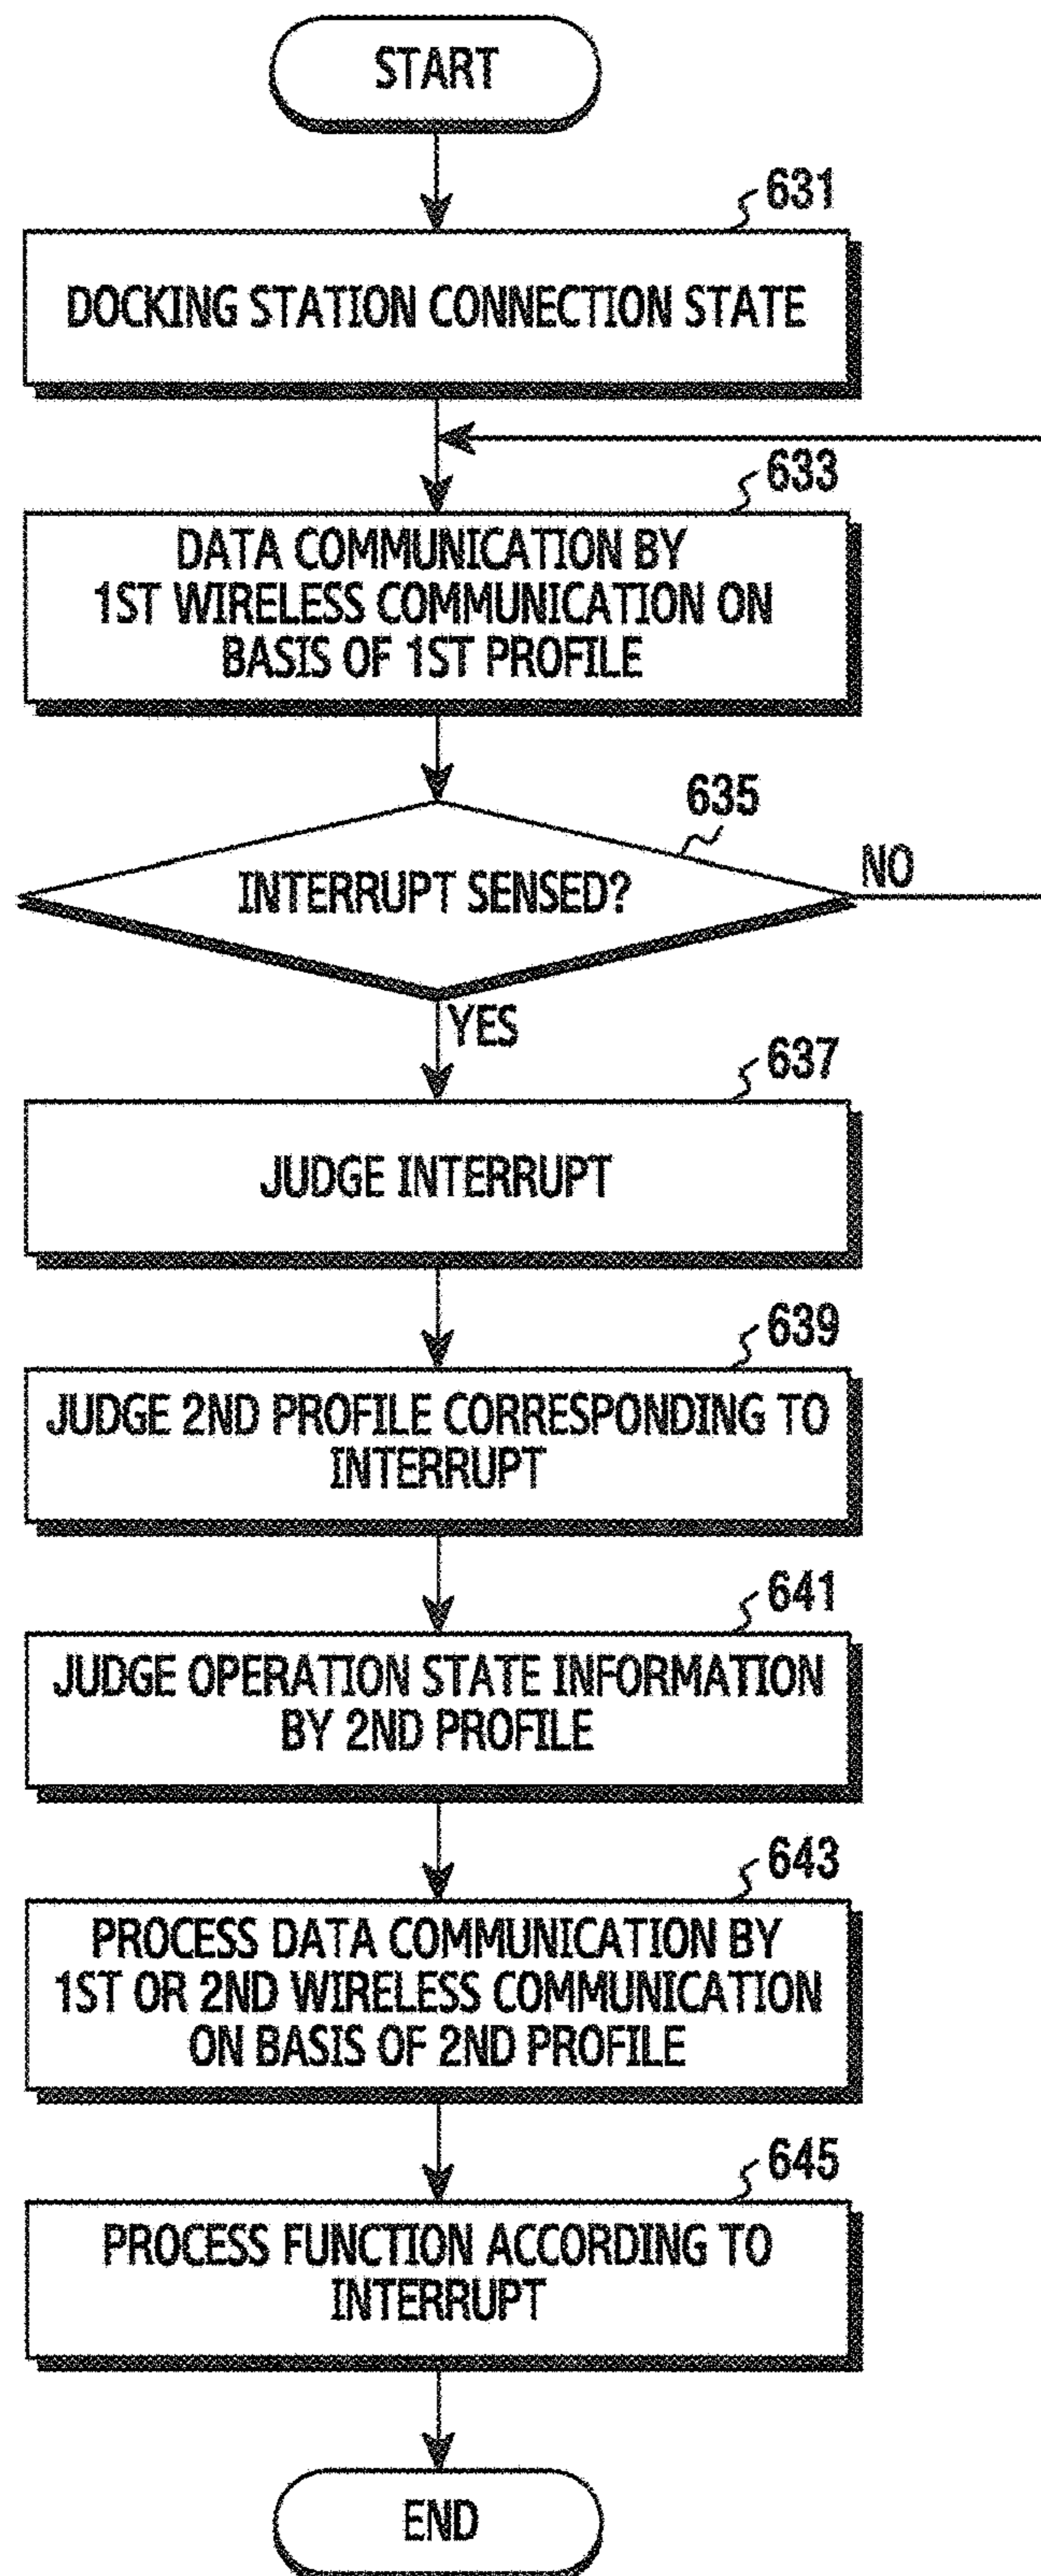 START
631
DOCKING STATION CONNECTION STATE
633
DATA COMMUNICATION BY
1ST WIRELESS COMMUNICATION ON
BASIS OF 1ST PROFILE
635
INTERRUPT SENSED?
NO
YES
637
JUDGE INTERRUPT
639
JUDGE 2ND PROFILE CORRESPONDING TO
INTERRUPT
641
JUDGE OPERATION STATE INFORMATION
BY 2ND PROFILE
643
PROCESS DATA COMMUNICATION BY
1ST OR 2ND WIRELESS COMMUNICATION
ON BASIS OF 2ND PROFILE
645
PROCESS FUNCTION ACCORDING TO
INTERRUPT
END